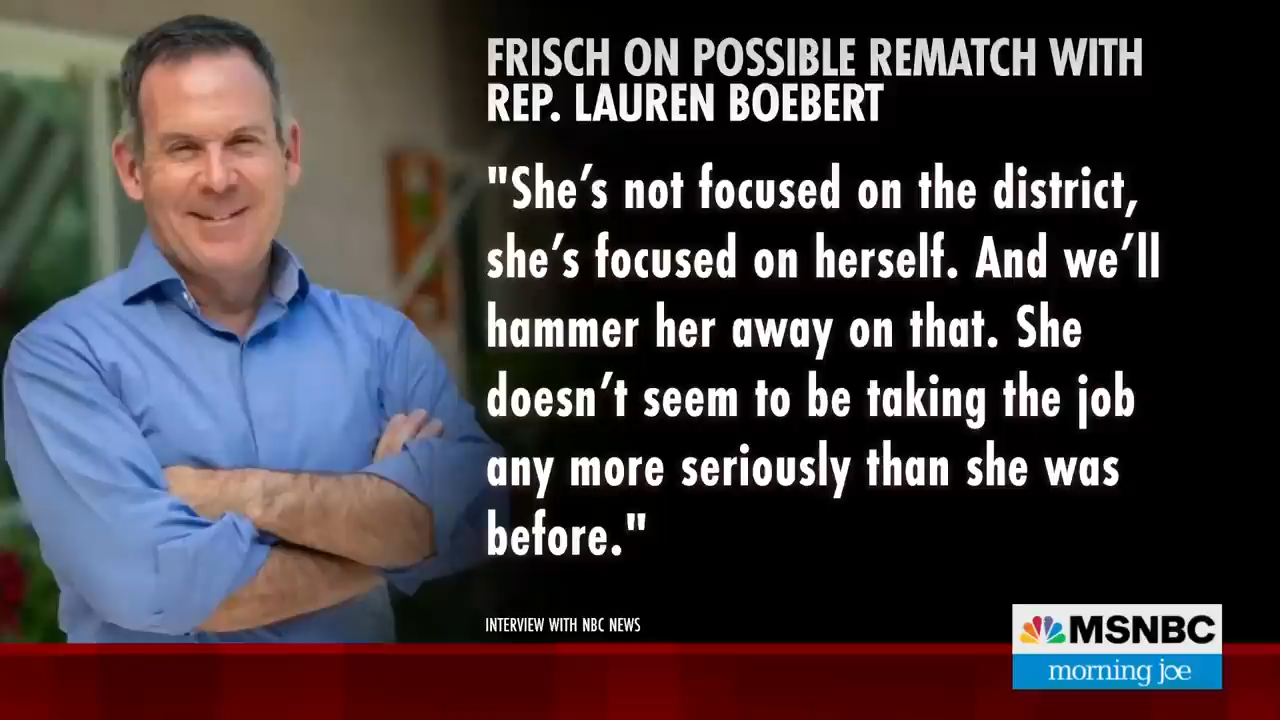 FRISCH ON POSSIBLE REMATCH WITH
REP. LAUREN BOEBERT
"She's not focused on the district,
she's focused on herself. And we'll
hammer her away on that. She
doesn't seem to be taking the job
any more seriously than she was
before."
INTERVIEW WITH NBC NEWS
MSNBC
morning joe